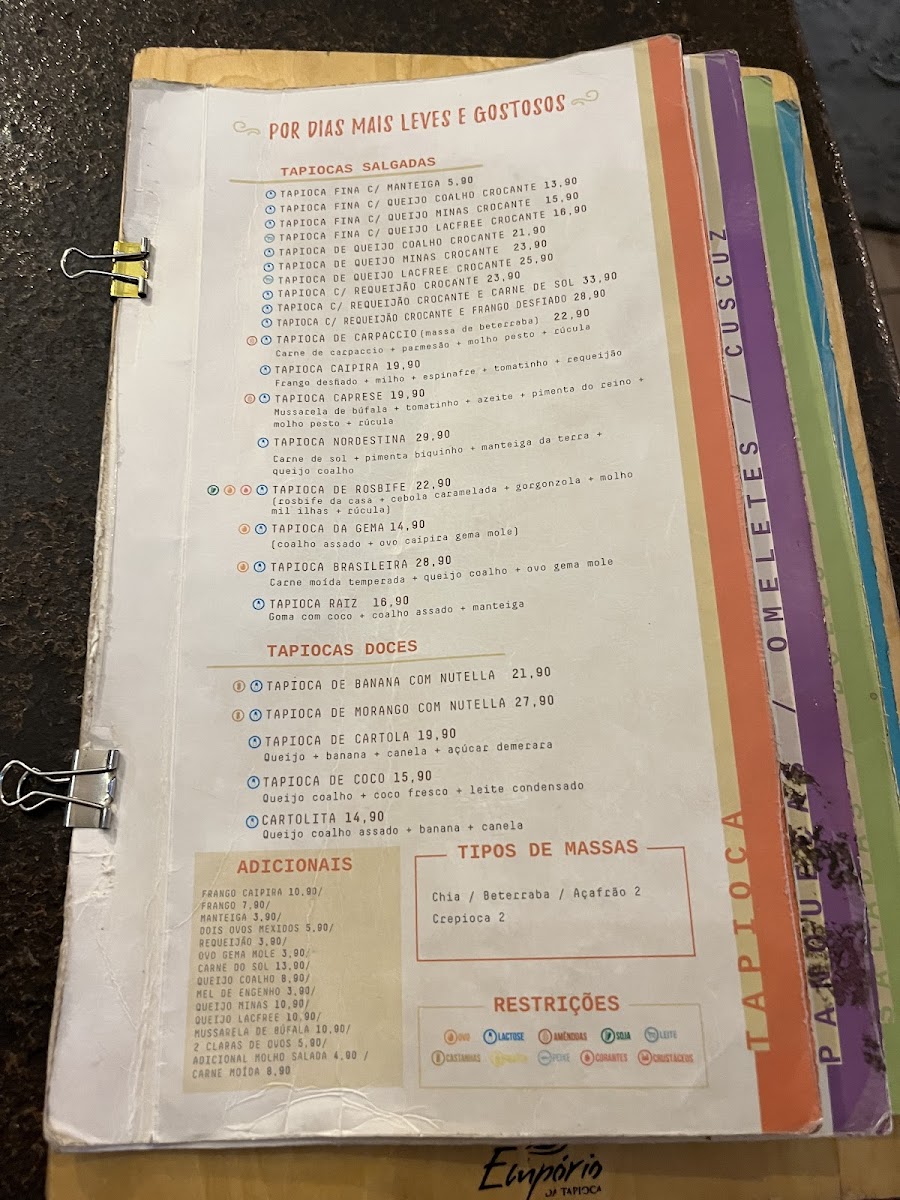 POR DIAS MAIS LEVES E GOSTOSOS
TAPIOCAS SALGADAS
TAPIOCA FINA C/ MANTEIGA 5,90
TAPIOCA FINA C/ QUEIJO COALHO CROCANTE 13,90
TAPIOCA FINA C/ QUEIJO MINAS CROCANTE 15,90
TAPIOCA FINA C/ QUEIJO LACFREE CROCANTE 16,90
TAPIOCA DE QUEIJO COALHO CROCANTE 21,90
TAPIOCA DE QUEIJO MINAS CROCANTE 23,90
TAPIOCA DE QUEIJO LACFREE CROCANTE 25,90
TAPIOCA C/ REQUEIJÃO CROCANTE 23,90
TAPIOCA C/ REQUEIJÃO CROCANTE E CARNE DE SOL 33,90
TAPIOCA C/ REQUEIJÃO CROCANTE E FRANGO DESFIADO 28,90
TAPIOCA DE CARPACCIO (massa de beterraba) 22,90
Carne de carpaccio + parmesão + molho pesto + rúcula
TAPIOCA CAIPIRA 19,90
Frango desfiado + milho + espinafre + tomatinho + requeijão
TAPIOCA CAPRESE 19,90
Mussarela de búfala + tomatinho + azeite + pimenta do reino +
molho pesto + rúcula
TAPIOCA NORDESTINA 29,90
Carne de sol + pimenta biquinho + manteiga da terra +
queijo coalho
TAPIOCA DE ROSBIFE 22,90
(rosbife da casa + cebola caramelada + gorgonzola + molho
mil ilhas + rúcula)
TAPIOCA DA GEMA 14,90
(coalho assado + ovo caipira gema mole)
TAPIOCA BRASILEIRA 28,90
Carne moída temperada + queijo coalho + ovo gema mole
TAPIOCA RAIZ 16,90
Goma com coco + coalho assado + manteiga
TAPIOCAS DOCES
TAPIOCA DE BANANA COM NUTELLA 21,90
TAPIOCA DE MORANGO COM NUTELLA 27,90
TAPIOCA DE CARTOLA 19,90
Queijo + banana + canela + açúcar demerara
TAPIOCA DE COCO 15,90
Queijo coalho + coco fresco + leite condensado
CARTOLITA 14,90
Queijo coalho assado + banana + canela
ADICIONAIS
FRANGO CAIPIRA 10,90/
FRANGO 7,90/
MANTEIGA 3,90/
DOIS OVOS MEXIDOS 5,90/
REQUEIJÃO 3,90/
OVO GEMA MOLE 3,90/
CARNE DO SOL 13,90/
QUEIJO COALHO 8,90/
MEL DE ENGENHO 3,90/
QUEIJO MINAS 10,90/
QUEIJO LACFREE 10,90/
MUSSARELA DE BÚFALA 10,90/
2 CLARAS DE OVOS 5,90/
ADICIONAL MOLHO SALADA 4,90 /
CARNE MOÍDA 8,90
TIPOS DE MASSAS
Chia / Beterraba / Açafrão 2
Crepioca 2
RESTRIÇÕES
OVO LACTOSE AMÊNDOAS SOJA LEITE
CASTANHAS PEIXE CORANTES CRUSTÁCEOS
TAPIOCA
PANQUECAS / OMELETES / CUSCUZ
Empório
DA TAPIOCA